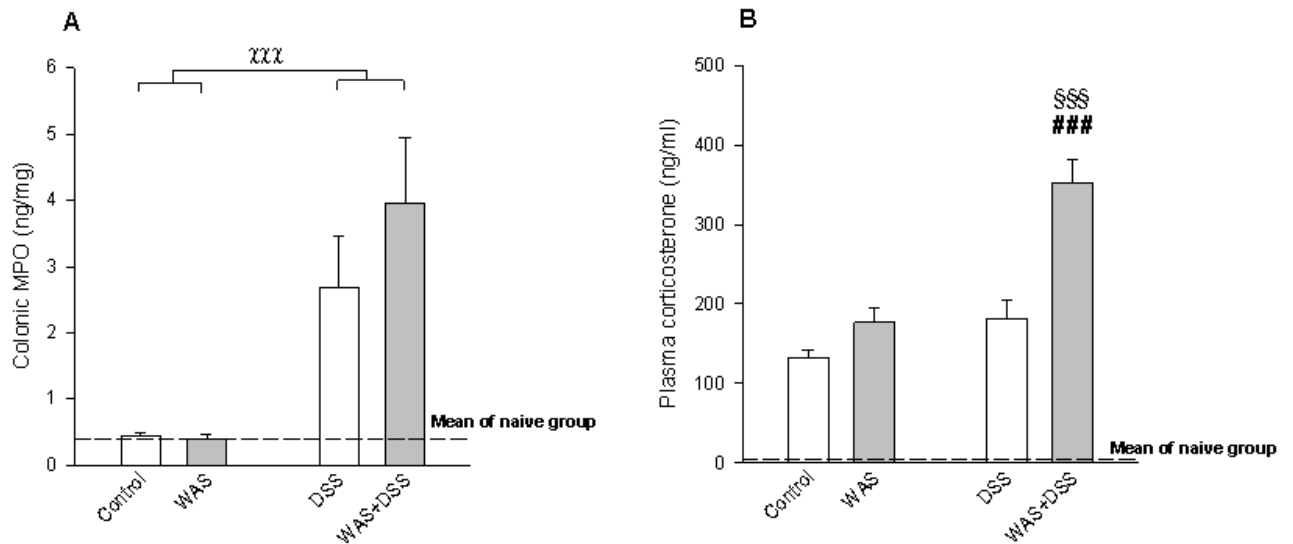 A
χχχ
6
5
4
3
2
1
0
Colonic MPO (ng/mg)
Mean of naive group
Control
WAS
DSS
WAS+DSS
B
500
400
300
200
100
0
Plasma corticosterone (ng/ml)
§§§
###
Mean of naive group
Control
WAS
DSS
WAS+DSS